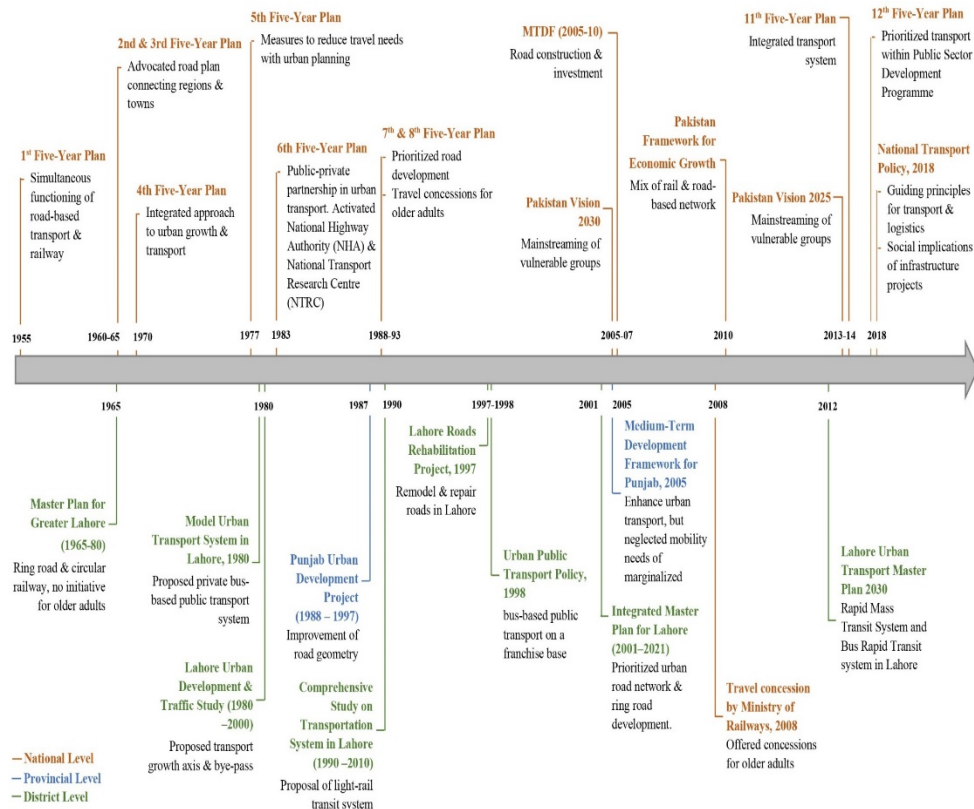 5th Five-Year Plan
Measures to reduce travel needs
with urban planning
2nd & 3rd Five-Year Plan
Advocated road plan
connecting regions &
towns
1st Five-Year Plan
Simultaneous
functioning of
road-based
transport &
railway
4th Five-Year Plan
Integrated approach
to urban growth &
transport
6th Five-Year Plan
Public-private
partnership in urban
transport. Activated
National Highway
Authority (NHA) &
National Transport
Research Centre
(NTRC)
7th & 8th Five-Year Plan
Prioritized road
development
Travel concessions for
older adults
MTDF (2005-10)
Road construction &
investment
Pakistan Vision
2030
Mainstreaming of
vulnerable groups
Pakistan
Framework for
Economic Growth
Mix of rail & road-
based network
11th Five-Year Plan
Integrated transport
system
Pakistan Vision 2025
Mainstreaming of
vulnerable groups
12th Five-Year Plan
Prioritized transport
within Public Sector
Development
Programme
National Transport
Policy, 2018
Guiding principles
for transport &
logistics
Social implications
of infrastructure
projects
1955
1960-65
1970
1977
1983
1988-93
2005-07
2010
2013-14
2018
1965
1980
1987
1990
1997-1998
2001
2005
2008
2012
Master Plan for
Greater Lahore
(1965-80)
Ring road & circular
railway, no initiative
for older adults
Model Urban
Transport System in
Lahore, 1980
Proposed private bus-
based public transport
system
Lahore Urban
Development &
Traffic Study (1980
–2000)
Proposed transport
growth axis & bye-pass
Punjab Urban
Development
Project
(1988 – 1997)
Improvement of
road geometry
Comprehensive
Study on
Transportation
System in Lahore
(1990 –2010)
Proposal of light-rail
transit system
Lahore Roads
Rehabilitation
Project, 1997
Remodel & repair
roads in Lahore
Urban Public
Transport Policy,
1998
bus-based public
transport on a
franchise base
Medium-Term
Development
Framework for
Punjab, 2005
Enhance urban
transport, but
neglected mobility
needs of
marginalized
Integrated Master
Plan for Lahore
(2001–2021)
Prioritized urban
road network &
ring road
development.
Travel concession
by Ministry of
Railways, 2008
Offered concessions
for older adults
Lahore Urban
Transport Master
Plan 2030
Rapid Mass
Transit System and
Bus Rapid Transit
system in Lahore
National Level
Provincial Level
District Level